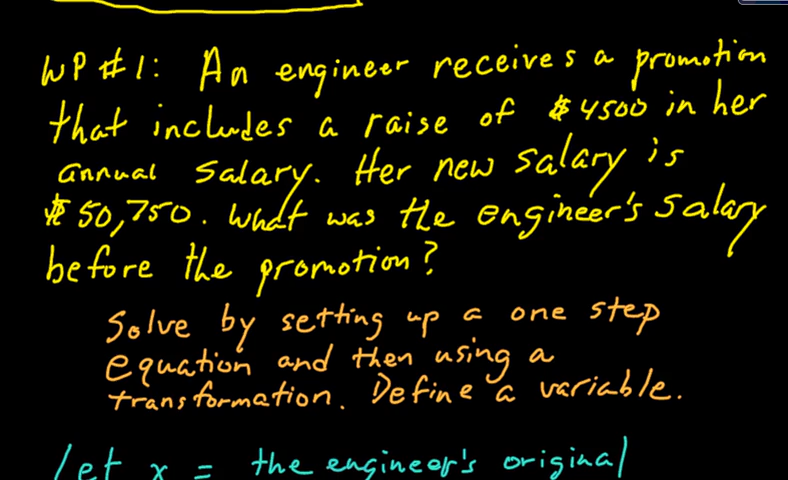 WP #1: An engineer receives a promotion
that includes a raise of $4500 in her
annual salary. Her new salary is
$50,750. What was the engineer's salary
before the promotion?
Solve by setting up a one step
equation and then using a
transformation. Define a variable.
let x = the engineer's original